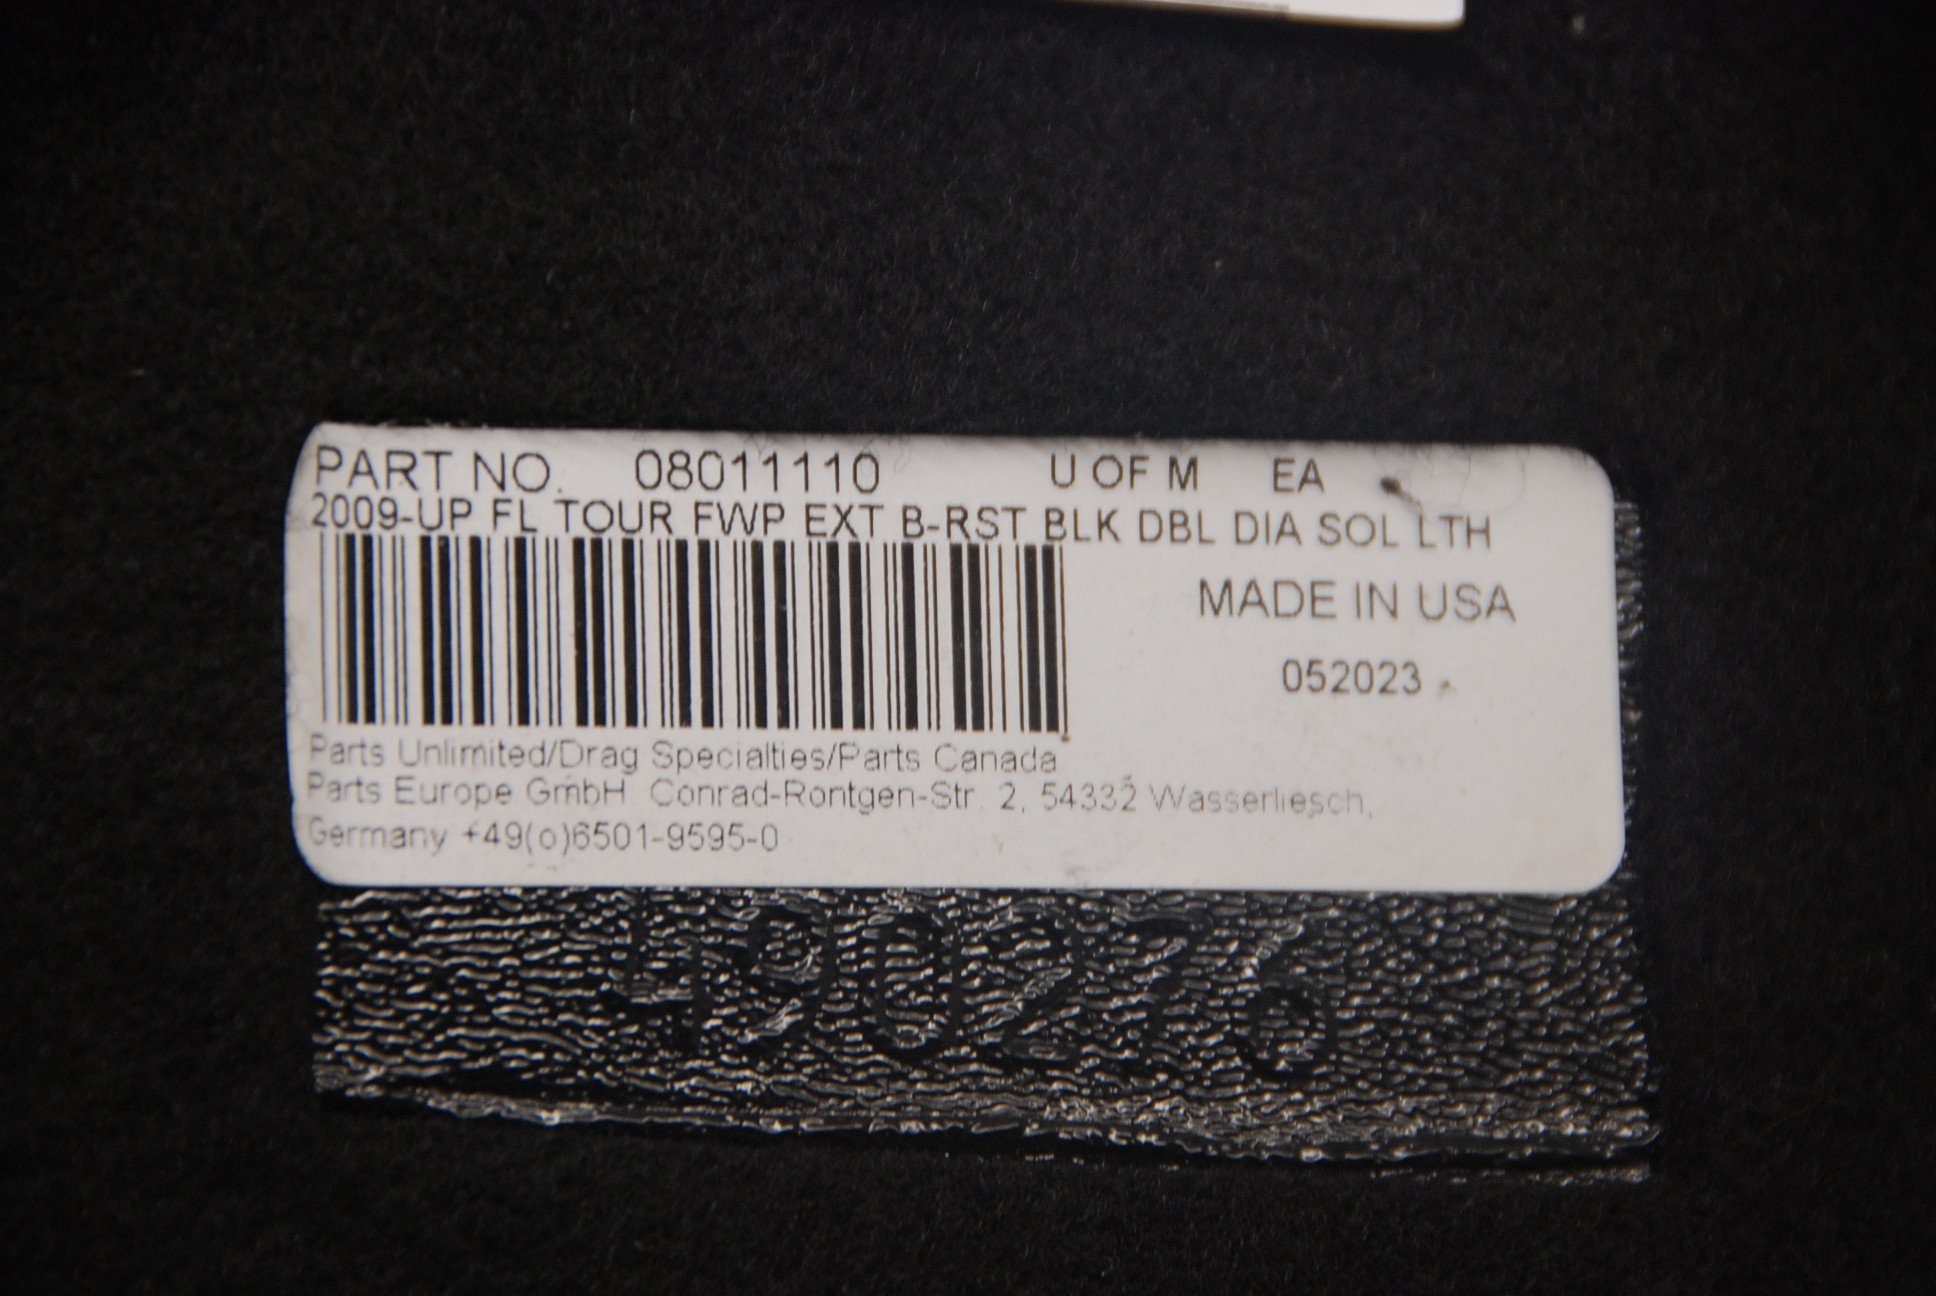 PART NO. 08011110 U OF M EA
2009-UP FL TOUR FWP EXT B-RST BLK DBL DIA SOL LTH
MADE IN USA
052023
Parts Unlimited/Drag Specialties/Parts Canada
Parts Europe GmbH Conrad-Rontgen-Str. 2, 54332 Wasserliesch,
Germany +49(o)6501-9595-0
490276